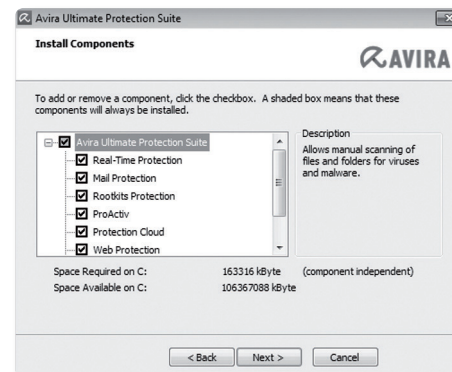 Avira Ultimate Protection Suite
Install Components
AVIRA
To add or remove a component, click the checkbox. A shaded box means that these
components will always be installed.
Avira Ultimate Protection Suite
Real-Time Protection
Mail Protection
Rootkits Protection
ProActiv
Protection Cloud
Web Protection
Description
Allows manual scanning of
files and folders for viruses
and malware.
Space Required on C: 163316 kByte (component independent)
Space Available on C: 106367088 kByte
< Back Next > Cancel